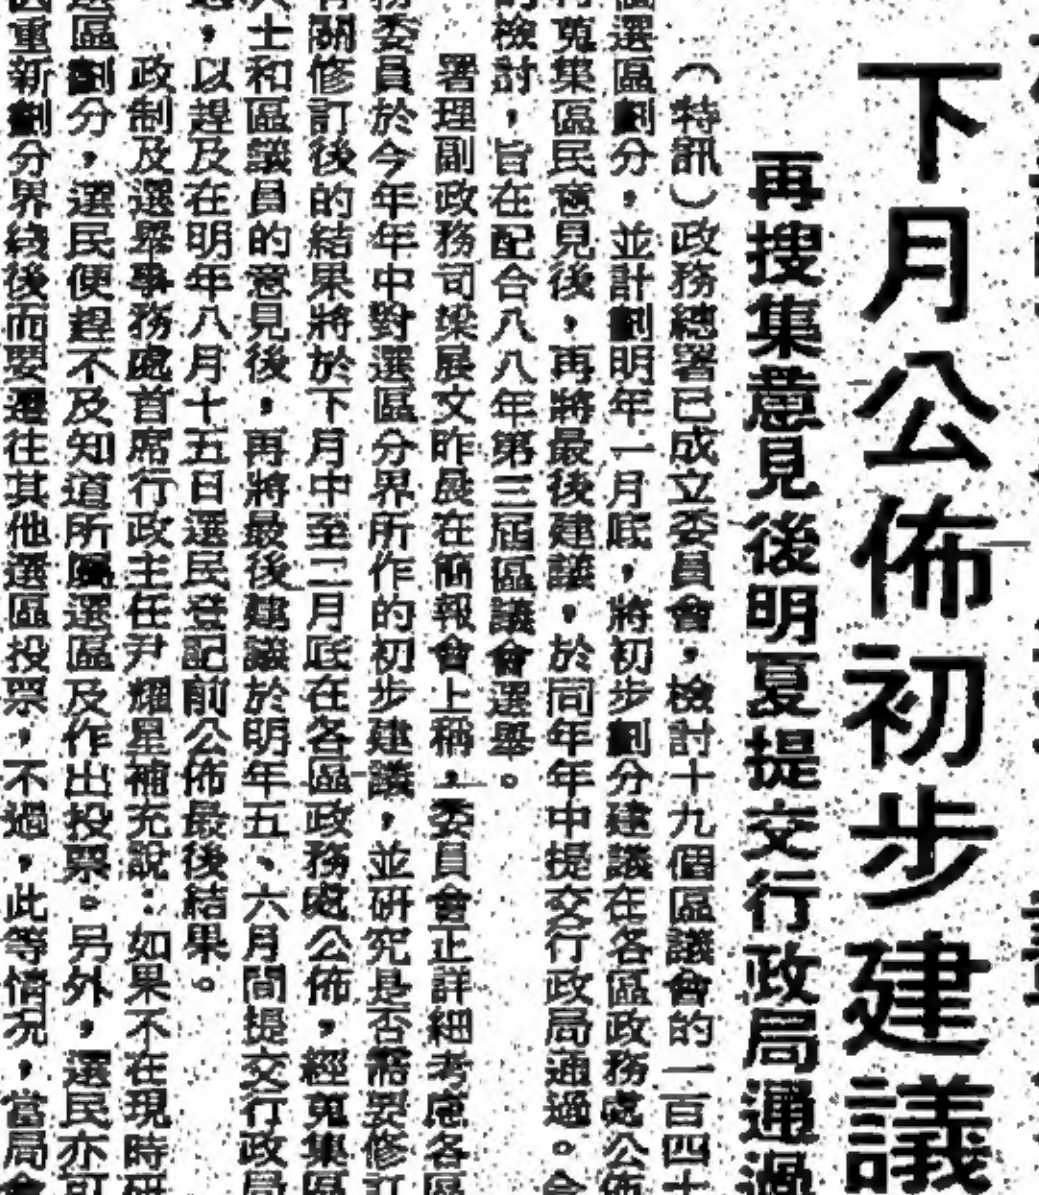 下月公佈初步建議
再搜集意見後明夏提交行政局通過
（特訊）政務總署已成立委員會，檢討十九個區議會的一百四十
個選區劃分，並計劃明年一月底，將初步劃分建議在各區政務處公佈
蒐集區民意見後，再將最後建議，於同年年中提交行政局通過。今
的檢討，旨在配合八八年第三屆區議會選舉。
署理副政務司梁展文昨晨在簡報會上稱，委員會正詳細考慮各區
務委員於今年年中對選區分界所作的初步建議，並研究是否需要修訂
有關修訂後的結果將於下月中至二月底在各區政務處公佈，經蒐集區
人士和區議員的意見後，再將最後建議於明年五、六月間提交行政局
，以趕及在明年八月十五日選民登記前公佈最後結果。
政制及選舉事務處首席行政主任尹耀星補充說：如果不在現時研
選區劃分，選民便趕不及知道所屬選區及作出投票。另外，選民亦可
因重新劃分界綫後而要遷往其他選區投票，不過，此等情况，當局會